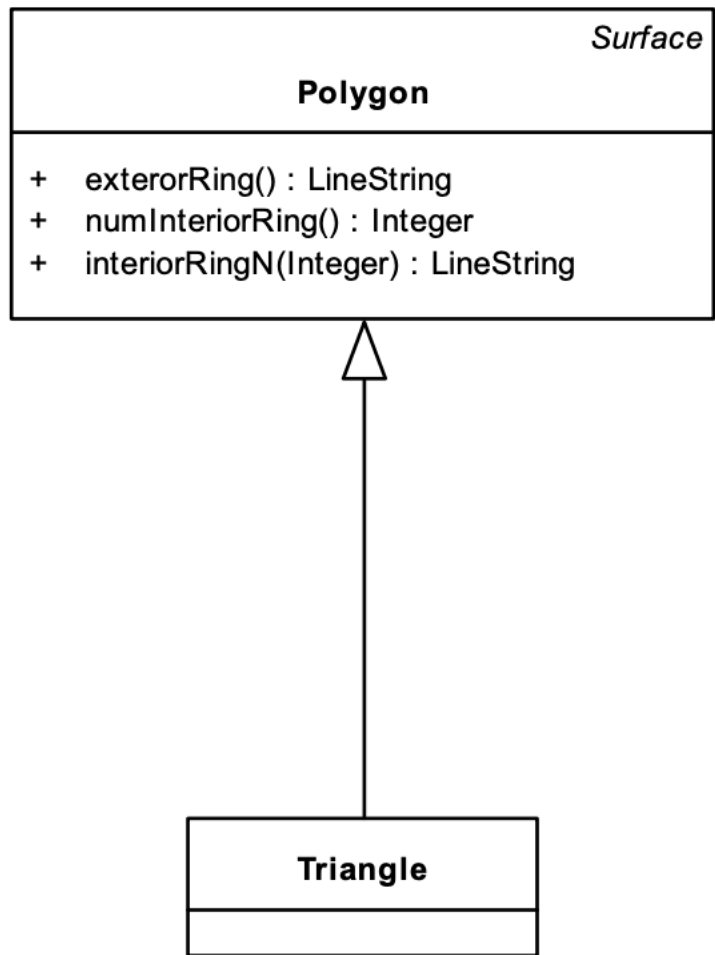 Surface
Polygon
+ exterorRing() : LineString
+ numInteriorRing() : Integer
+ interiorRingN(Integer) : LineString
Triangle